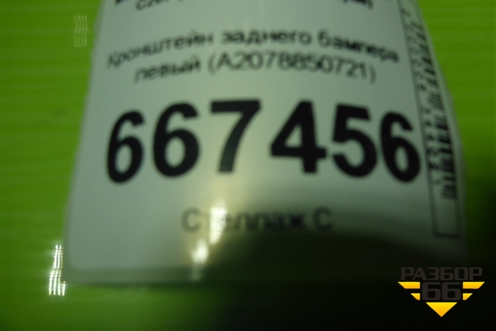 Кронштейн заднего бампера
левый (A2078850721)
667456
Стеллаж С
РАЗБОР
66